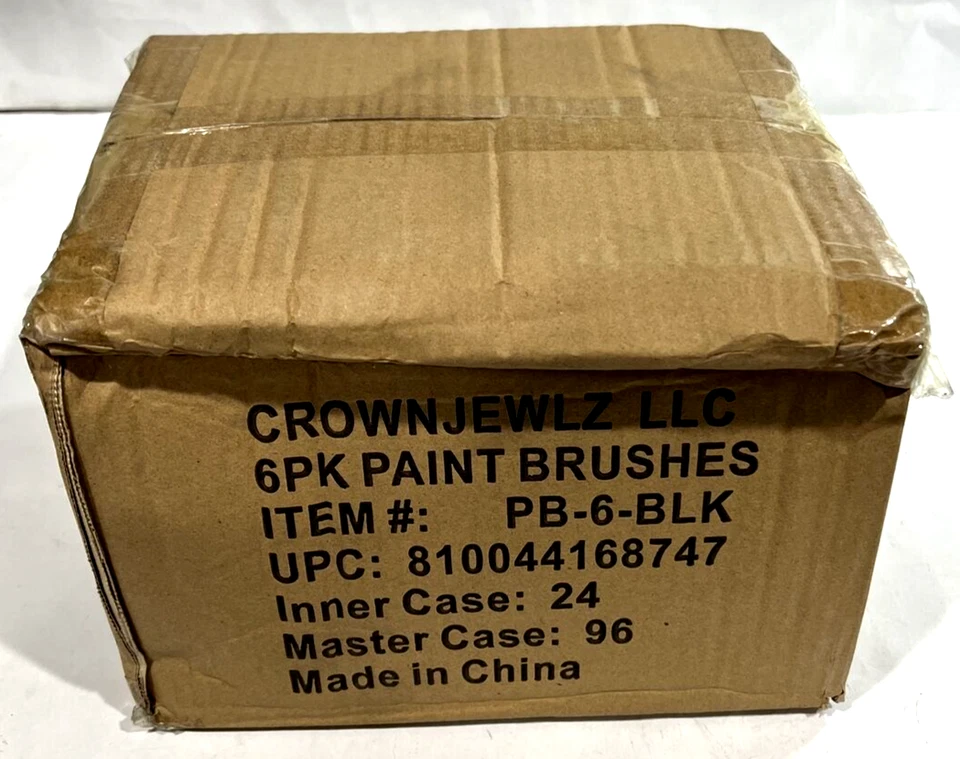 CROWNJEWLZ LLC
6PK PAINT BRUSHES
ITEM #: PB-6-BLK
UPC: 810044168747
Inner Case: 24
Master Case: 96
Made in China